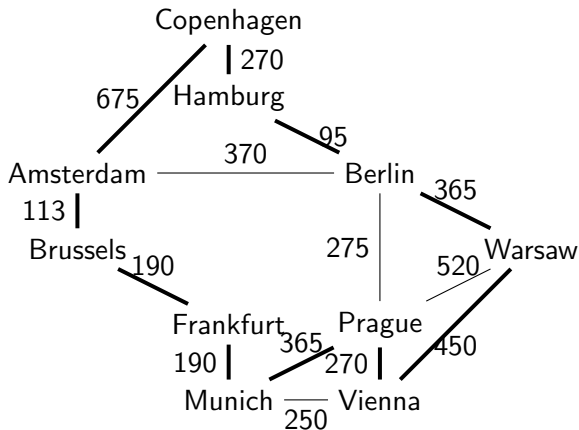 Copenhagen
270
675
Hamburg
95
370
Amsterdam
Berlin
365
113
Brussels
190
275
520
Warsaw
Frankfurt
365
Prague
450
190
270
Munich
250
Vienna